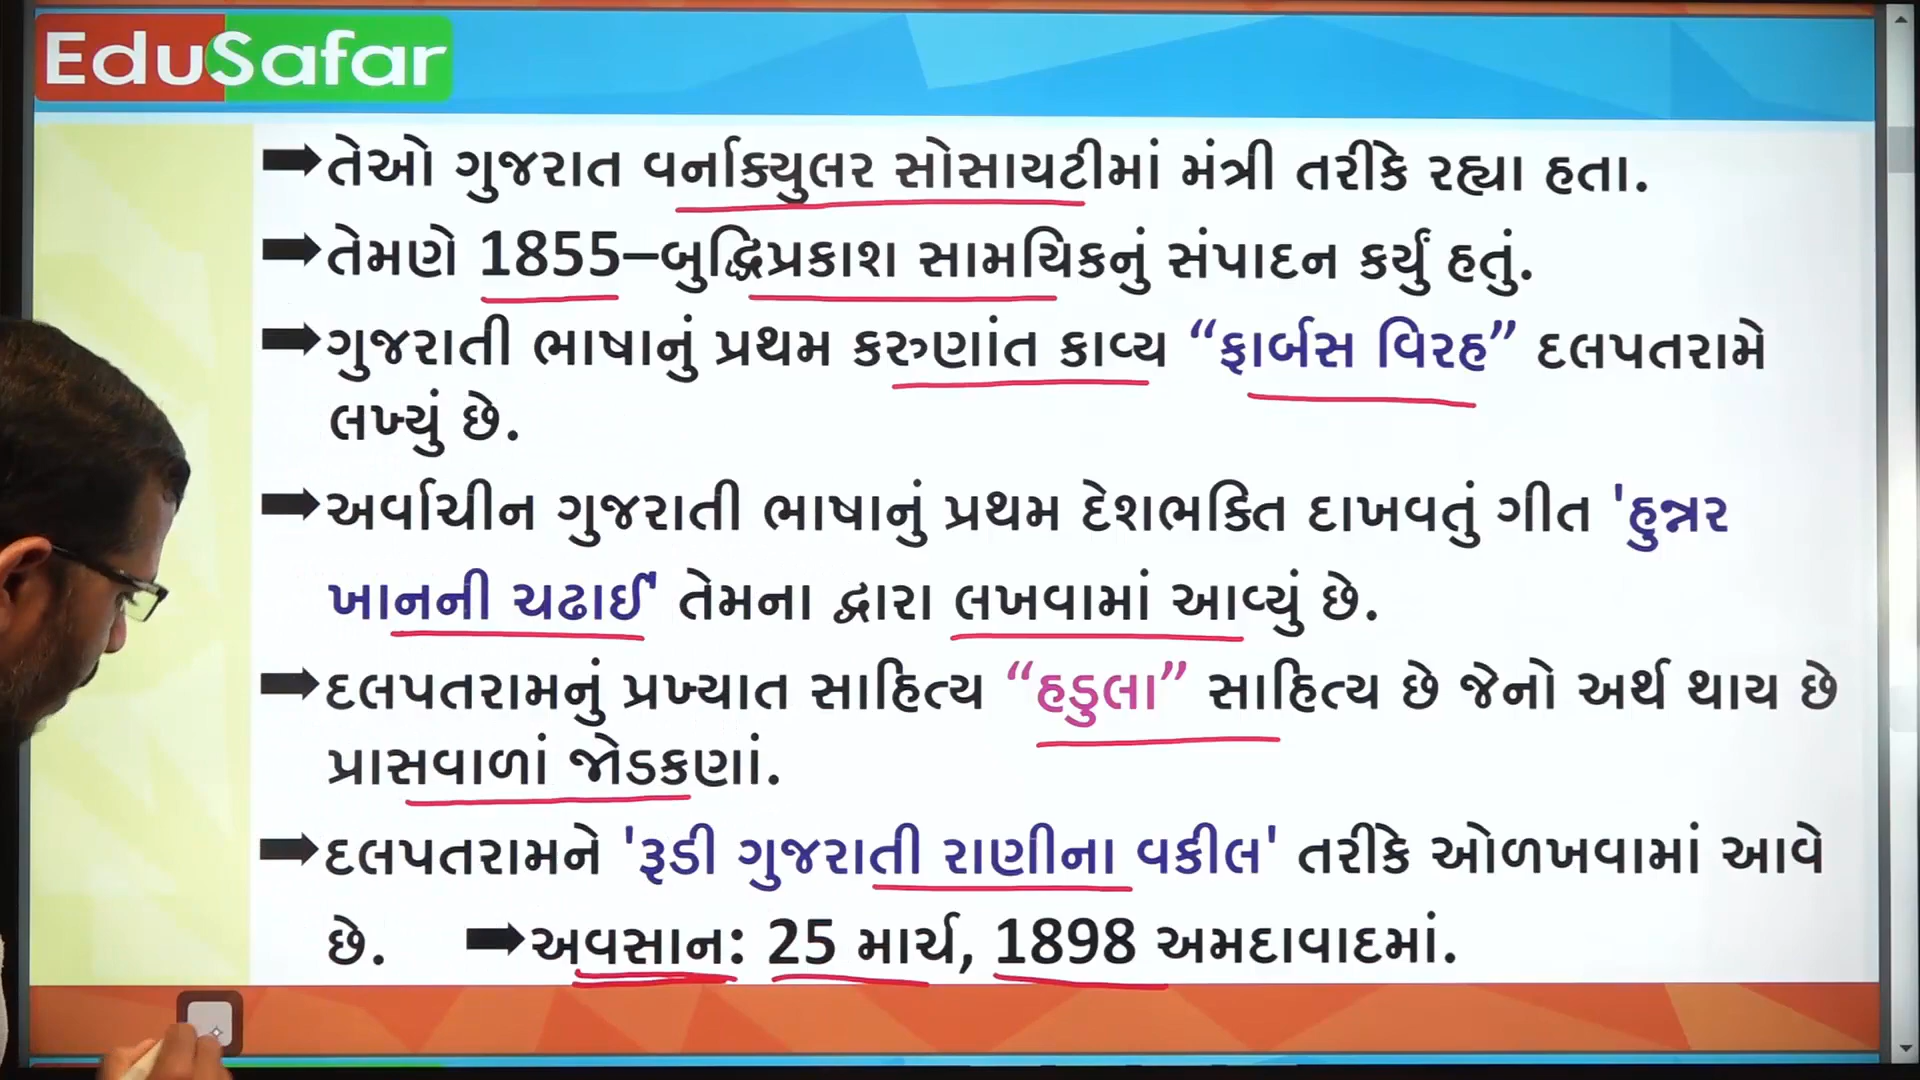 EduSafar
➡તેઓ ગુજરાત વર્નાક્યુલર સોસાયટીમાં મંત્રી તરીકે રહ્યા હતા.
➡તેમણે 1855–બુદ્ધિપ્રકાશ સામયિકનું સંપાદન કર્યું હતું.
➡ગુજરાતી ભાષાનું પ્રથમ કરુણાંત કાવ્ય “ફાર્બસ વિરહ” દલપતરામે
લખ્યું છે.
➡અર્વાચીન ગુજરાતી ભાષાનું પ્રથમ દેશભક્તિ દાખવતું ગીત 'હુન્નર
ખાનની ચઢાઈ' તેમના દ્વારા લખવામાં આવ્યું છે.
➡દલપતરામનું પ્રખ્યાત સાહિત્ય “હડુલા” સાહિત્ય છે જેનો અર્થ થાય છે
પ્રાસવાળાં જોડકણાં.
➡દલપતરામને 'રૂડી ગુજરાતી રાણીના વકીલ' તરીકે ઓળખવામાં આવે
છે. ➡અવસાન: 25 માર્ચ, 1898 અમદાવાદમાં.